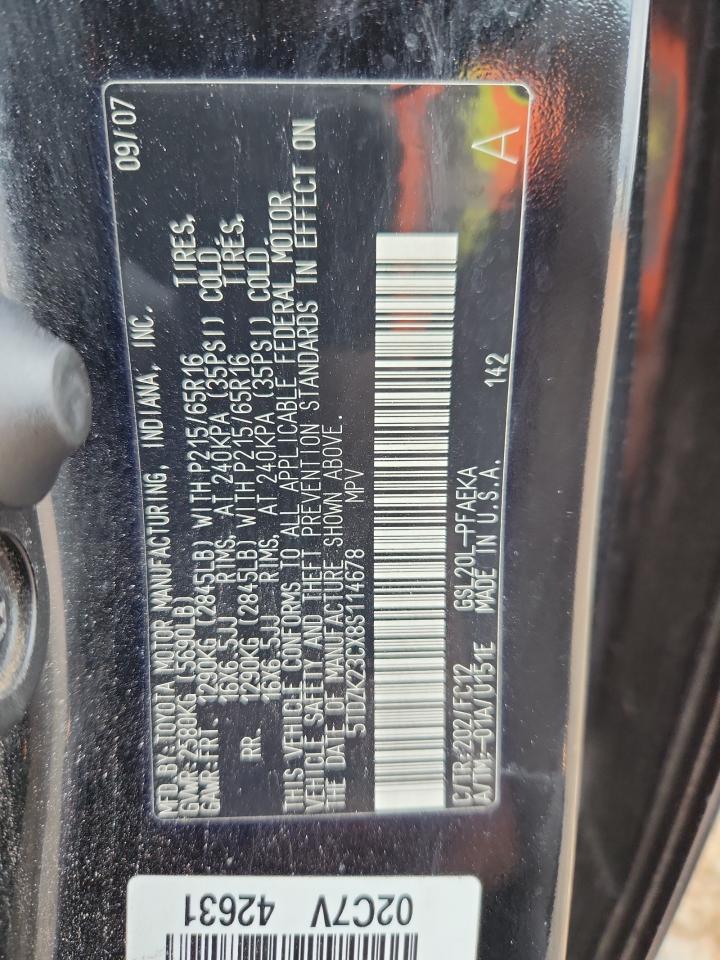 MFD.BY:TOYOTA MOTOR MANUFACTURING, INDIANA, INC. 09/07
GVWR:2580KG (5690LB)
GAWR:FRT. 1290KG (2845LB) WITH P215/65R16 TIRES,
16X6.5JJ RIMS, AT 240KPA (35PSI) COLD.
RR. 1290KG (2845LB) WITH P215/65R16 TIRES,
16X6.5JJ RIMS, AT 240KPA (35PSI) COLD.
THIS VEHICLE CONFORMS TO ALL APPLICABLE FEDERAL MOTOR
VEHICLE SAFETY AND THEFT PREVENTION STANDARDS IN EFFECT ON
THE DATE OF MANUFACTURE SHOWN ABOVE.
5TDZK23CX8S114678 MPV
C/TR:202/FC12 GSL20L-PFAEKA 142 A
A/TM:-01A/U151E MADE IN U.S.A.
02C7V
42631